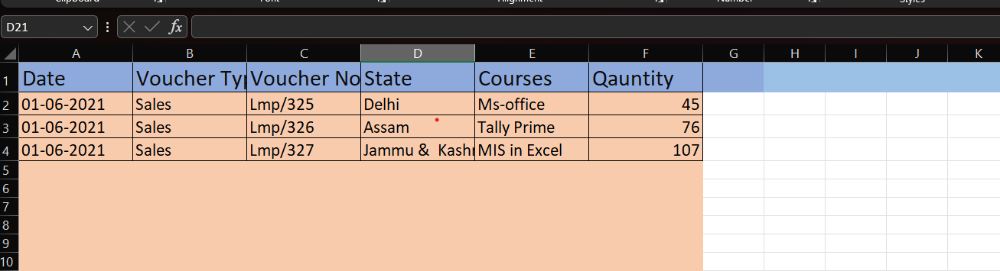 Clipboard Font Alignment Number Styles
D21 fx
A B C D E F G H I J K
1 Date Voucher Typ Voucher No State Courses Qauntity
2 01-06-2021 Sales Lmp/325 Delhi Ms-office 45
3 01-06-2021 Sales Lmp/326 Assam Tally Prime 76
4 01-06-2021 Sales Lmp/327 Jammu & Kashr MIS in Excel 107
5
6
7
8
9
10